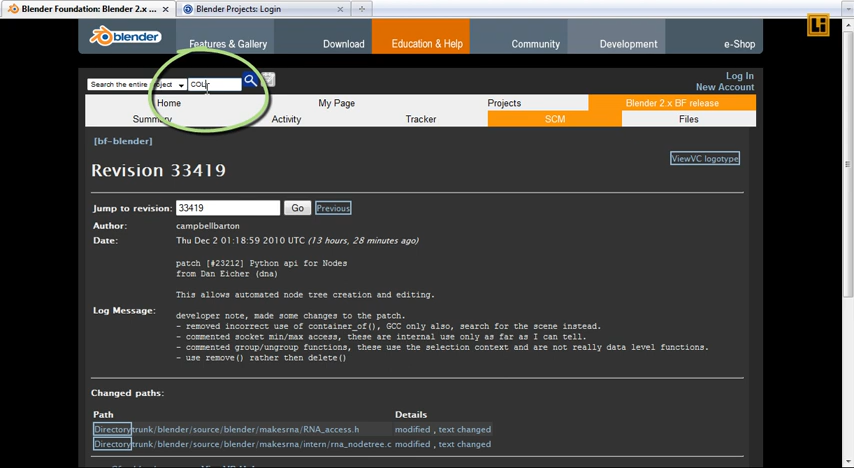 Blender Foundation: Blender 2.x ...
Blender Projects: Login
blender
Features & Gallery
Download
Education & Help
Community
Development
e-Shop
Search the entire project
COL
Log In
New Account
Home
My Page
Projects
Blender 2.x BF release
Summary
Activity
Tracker
SCM
Files
[bf-blender]
ViewVC logotype
Revision 33419
Jump to revision: 33419 Go Previous
Author: campbellbarton
Date: Thu Dec 2 01:18:59 2010 UTC (13 hours, 28 minutes ago)
Log Message:
patch [#23212] Python api for Nodes
from Dan Eicher (dna)
This allows automated node tree creation and editing.
developer note, made some changes to the patch.
- removed incorrect use of container_of(), GCC only also, search for the scene instead.
- commented socket min/max access, these are internal use only as far as I can tell.
- commented group/ungroup functions, these use the selection context and are not really data level functions.
- use remove() rather then delete()
Changed paths:
Path Details
Directory trunk/blender/source/blender/makesrna/RNA_access.h modified , text changed
Directory trunk/blender/source/blender/makesrna/intern/rna_nodetree.c modified , text changed